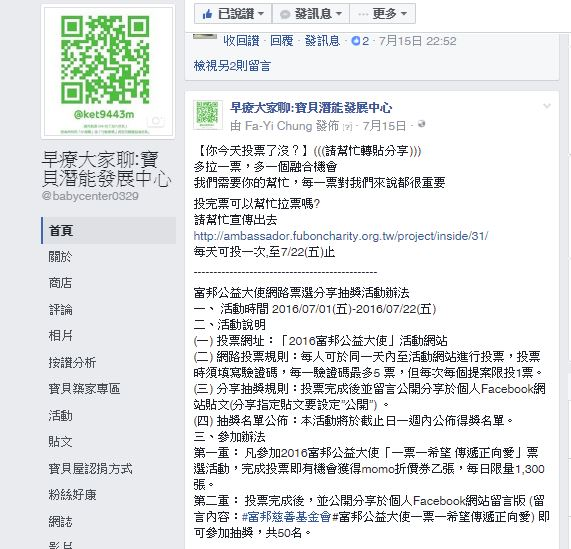 已說讚
發訊息
更多
@ket9443m
收回讚 · 回覆 · 發訊息 · 2 · 7月15日 22:52
檢視另2則留言
早療大家聊:寶貝潛能發展中心
@babycenter0329
首頁
關於
商店
評論
相片
按讚分析
寶貝築家專區
活動
貼文
寶貝屋認捐方式
粉絲好康
網誌
影片
早療大家聊:寶貝潛能發展中心
由 Fa-Yi Chung 發佈 [?] · 7月15日 ·
【你今天投票了沒？】(((請幫忙轉貼分享)))
多拉一票，多一個融合機會
我們需要你的幫忙，每一票對我們來說都很重要
投完票可以幫忙拉票嗎?
請幫忙宣傳出去
http://ambassador.fuboncharity.org.tw/project/inside/31/
每天可投一次,至7/22(五)止
----------------------------------------------
富邦公益大使網路票選分享抽獎活動辦法
一、 活動時間 2016/07/01(五)-2016/07/22(五)
二、活動說明
(一) 投票網址：「2016富邦公益大使」活動網站
(二) 網路投票規則：每人可於同一天內至活動網站進行投票，投票
時須填寫驗證碼，每一驗證碼最多5 票，但每次每個提案限投1票。
(三) 分享抽獎規則：投票完成後並留言公開分享於個人Facebook網
站貼文(分享指定貼文要設定"公開") 。
(四) 抽獎名單公佈：本活動將於截止日一週內公佈得獎名單。
三、參加辦法
第一重： 凡參加2016富邦公益大使「一票一希望 傳遞正向愛」票
選活動，完成投票即有機會獲得momo折價券乙張，每日限量1,300
張。
第二重： 投票完成後，並公開分享於個人Facebook網站留言版 (留
言內容：#富邦慈善基金會#富邦公益大使一票一希望傳遞正向愛) 即
可參加抽獎，共50名。